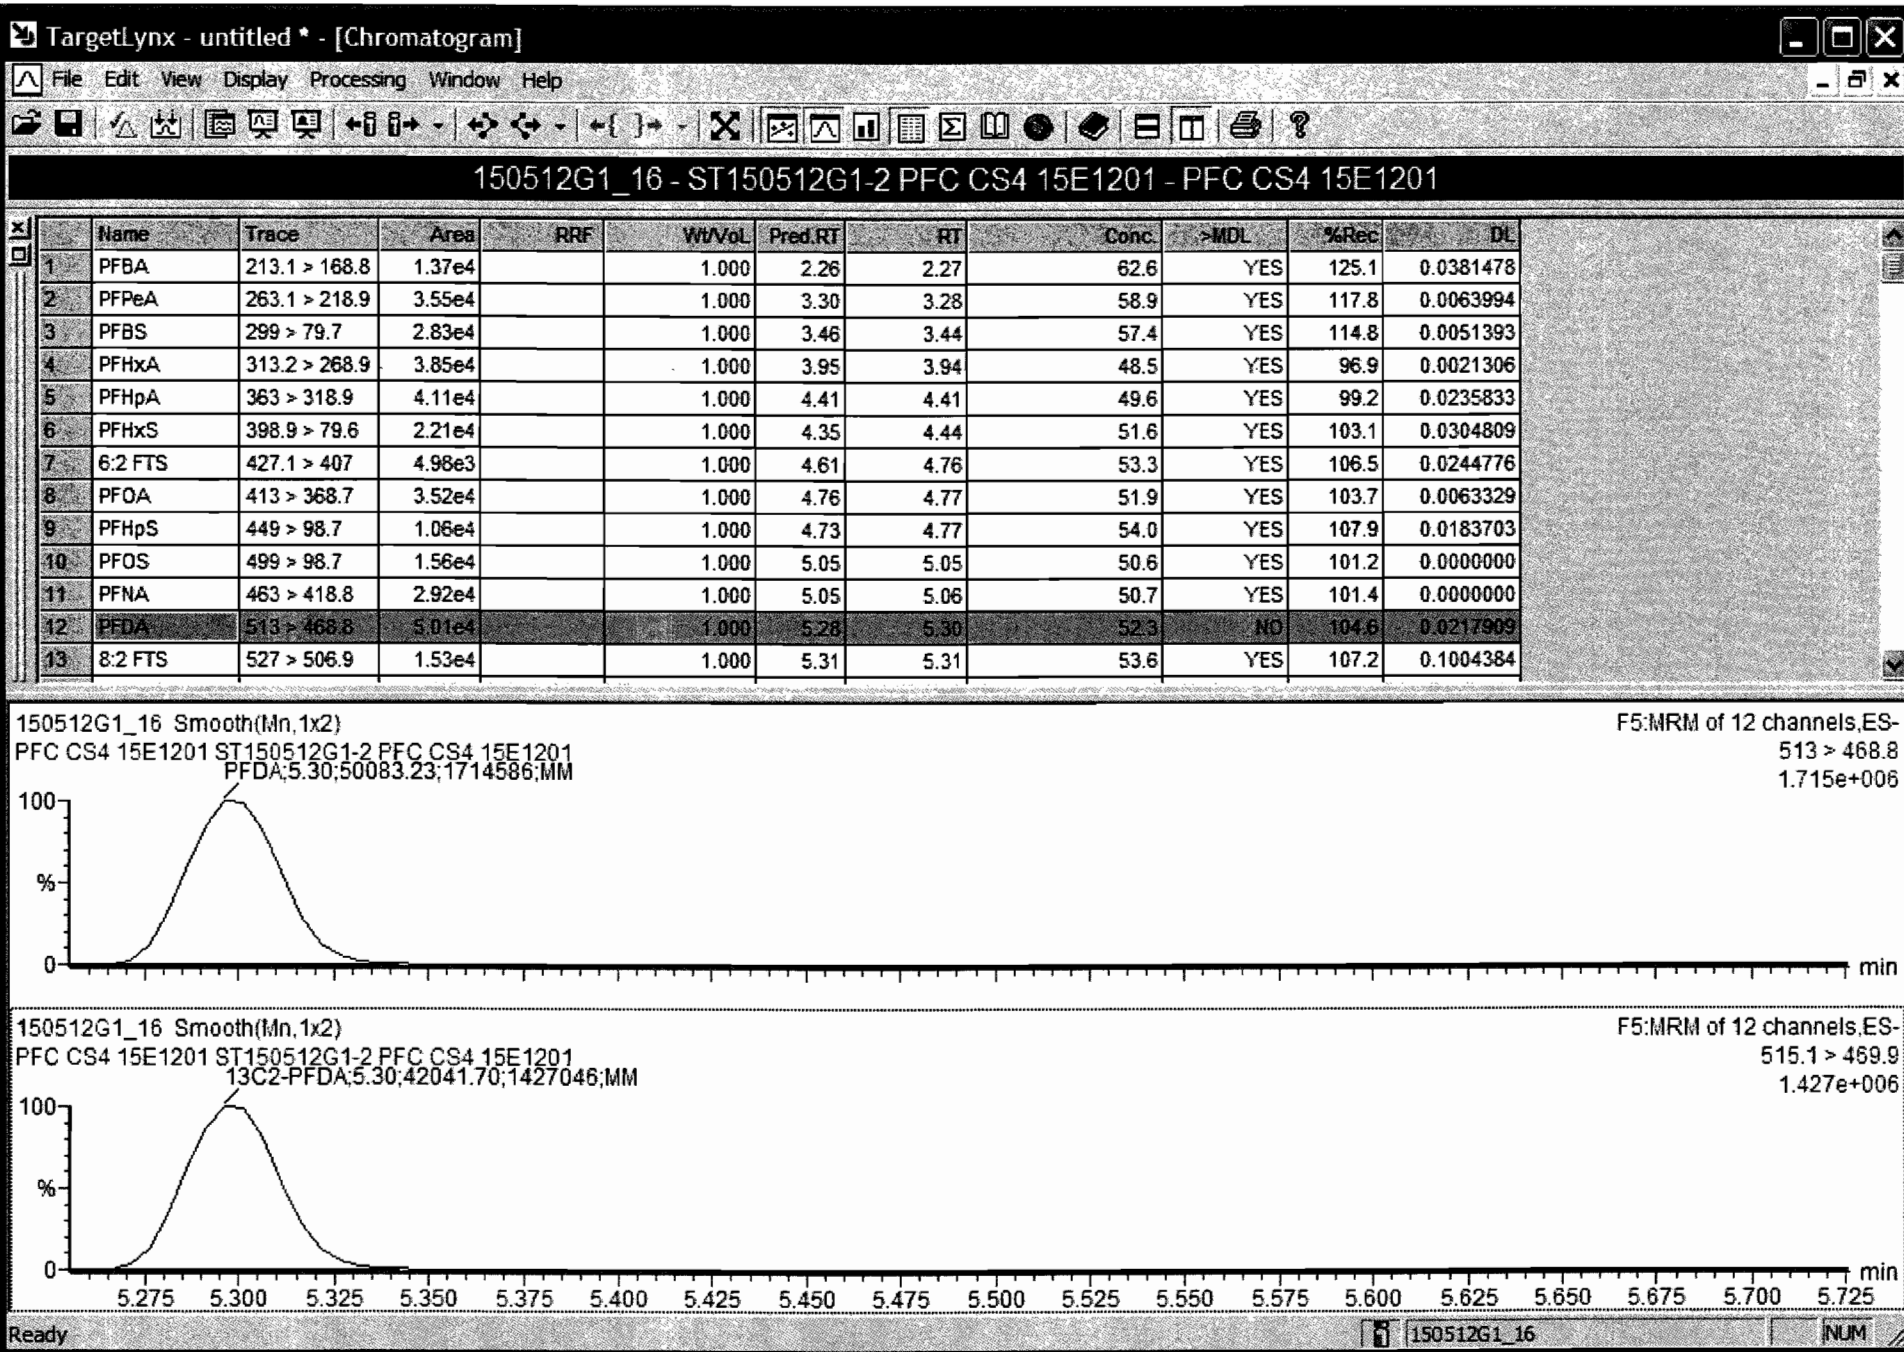 TargetLynx - untitled * - [Chromatogram]
File Edit View Display Processing Window Help
150512G1_16 - ST150512G1-2 PFC CS4 15E1201 - PFC CS4 15E1201
Name Trace Area RRF Wt/Vol. Pred.RT RT Conc. >MDL %Rec DL
1 PFBA 213.1 > 168.8 1.37e4 1.000 2.26 2.27 62.6 YES 125.1 0.0381478
2 PFPeA 263.1 > 218.9 3.55e4 1.000 3.30 3.28 58.9 YES 117.8 0.0063994
3 PFBS 299 > 79.7 2.83e4 1.000 3.46 3.44 57.4 YES 114.8 0.0051393
4 PFHxA 313.2 > 268.9 3.85e4 1.000 3.95 3.94 48.5 YES 96.9 0.0021306
5 PFHpA 363 > 318.9 4.11e4 1.000 4.41 4.41 49.6 YES 99.2 0.0235833
6 PFHxS 398.9 > 79.6 2.21e4 1.000 4.35 4.44 51.6 YES 103.1 0.0304809
7 6:2 FTS 427.1 > 407 4.98e3 1.000 4.61 4.76 53.3 YES 106.5 0.0244776
8 PFOA 413 > 368.7 3.52e4 1.000 4.76 4.77 51.9 YES 103.7 0.0063329
9 PFHpS 449 > 98.7 1.06e4 1.000 4.73 4.77 54.0 YES 107.9 0.0183703
10 PFOS 499 > 98.7 1.56e4 1.000 5.05 5.05 50.6 YES 101.2 0.0000000
11 PFNA 463 > 418.8 2.92e4 1.000 5.05 5.06 50.7 YES 101.4 0.0000000
12 PFDA 513 > 468.8 5.01e4 1.000 5.28 5.30 52.3 NO 104.6 0.0217909
13 8:2 FTS 527 > 506.9 1.53e4 1.000 5.31 5.31 53.6 YES 107.2 0.1004384
150512G1_16 Smooth(Mn,1x2) F5:MRM of 12 channels,ES-
PFC CS4 15E1201 ST150512G1-2 PFC CS4 15E1201 513 > 468.8
PFDA;5.30;50083.23;1714586;MM 1.715e+006
100
%
0 min
150512G1_16 Smooth(Mn,1x2) F5:MRM of 12 channels,ES-
PFC CS4 15E1201 ST150512G1-2 PFC CS4 15E1201 515.1 > 469.9
13C2-PFDA;5.30;42041.70;1427046;MM 1.427e+006
100
%
0 min
5.275 5.300 5.325 5.350 5.375 5.400 5.425 5.450 5.475 5.500 5.525 5.550 5.575 5.600 5.625 5.650 5.675 5.700 5.725
Ready 150512G1_16 NUM